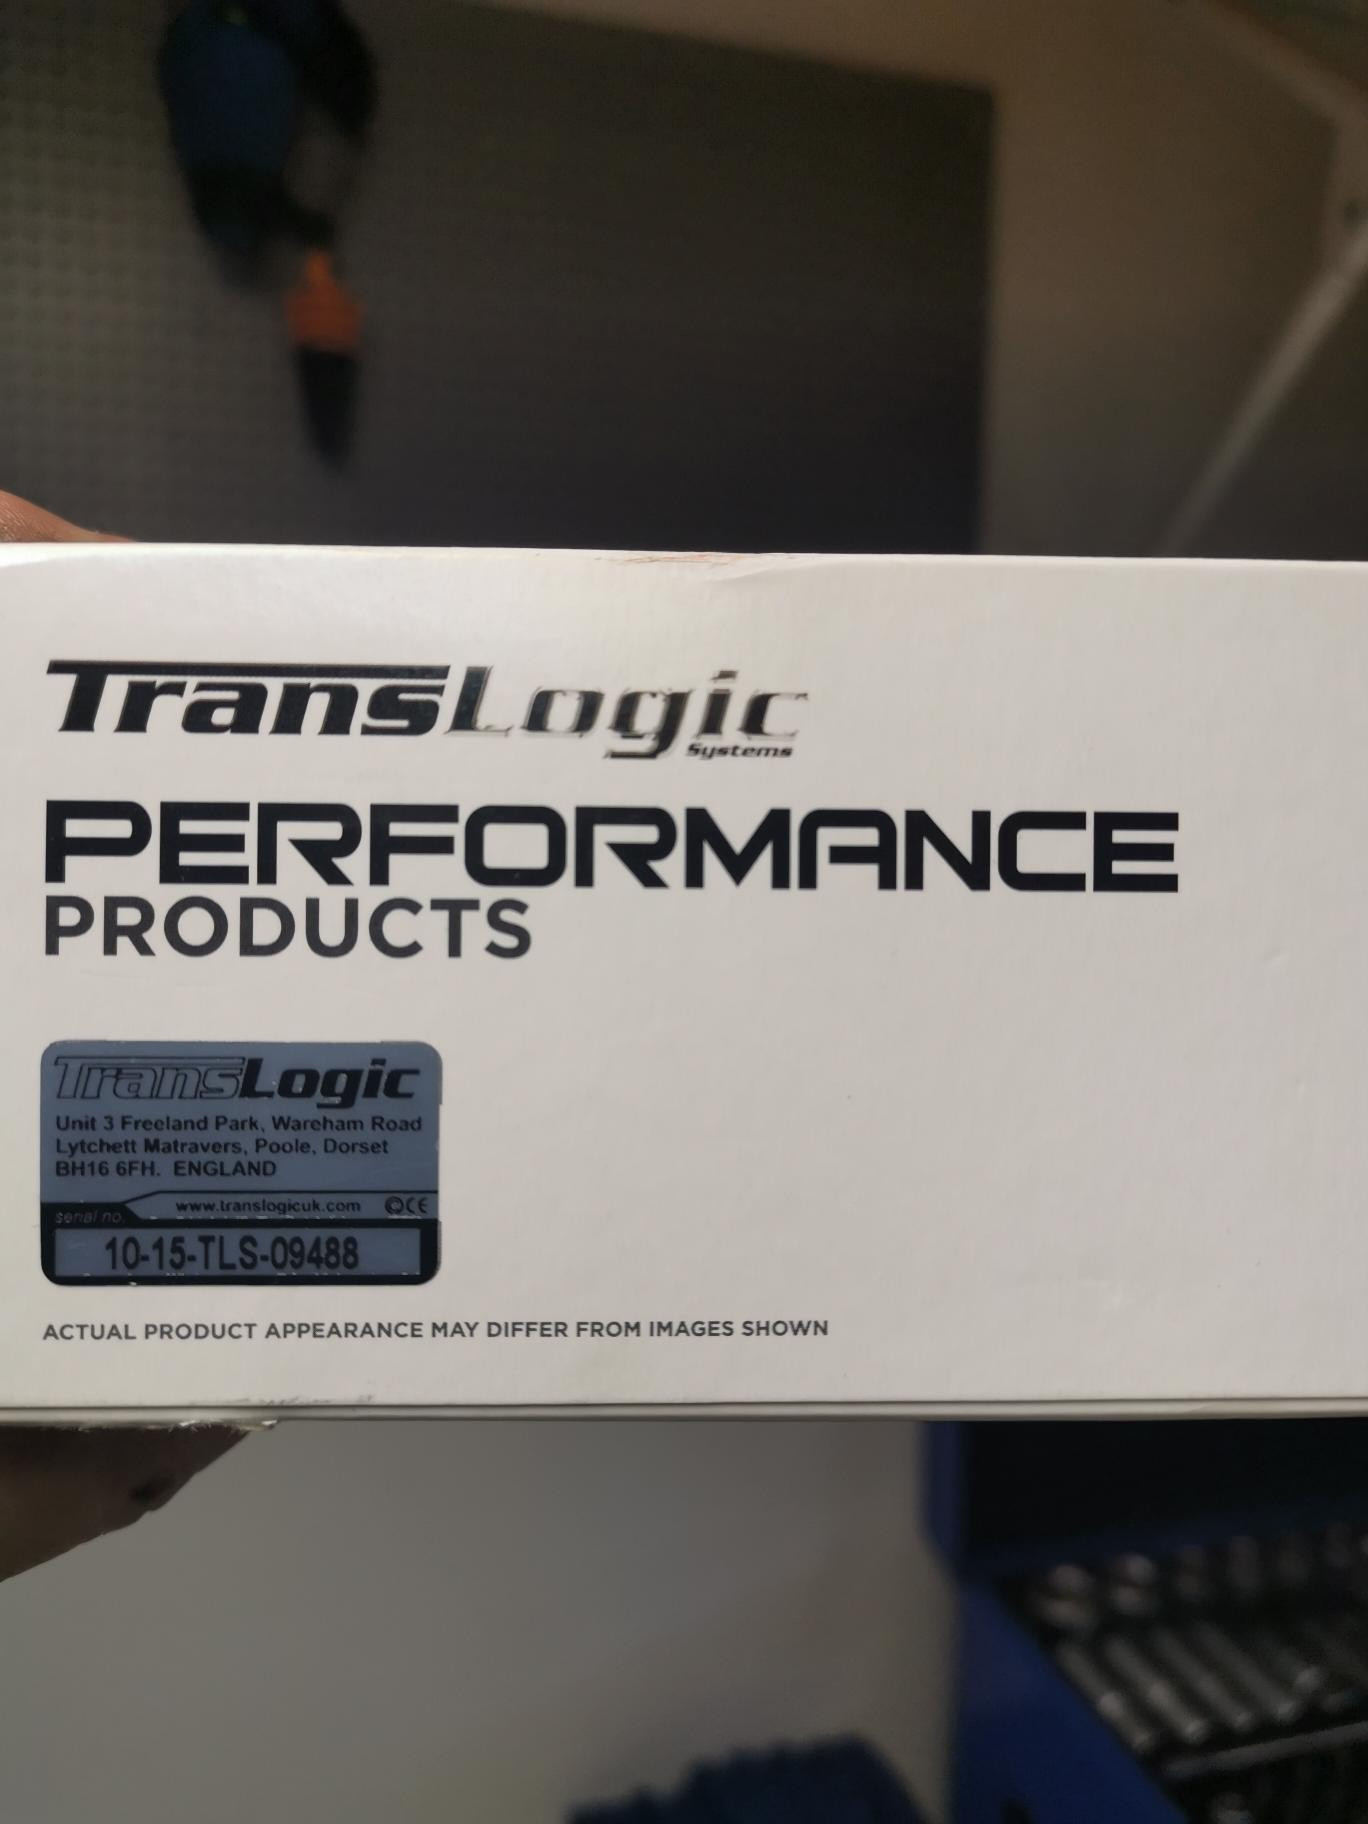 TransLogic
Systems
PERFORMANCE
PRODUCTS
TransLogic
Unit 3 Freeland Park, Wareham Road
Lytchett Matravers, Poole, Dorset
BH16 6FH. ENGLAND
www.translogicuk.com ©CE
serial no.
10-15-TLS-09488
ACTUAL PRODUCT APPEARANCE MAY DIFFER FROM IMAGES SHOWN